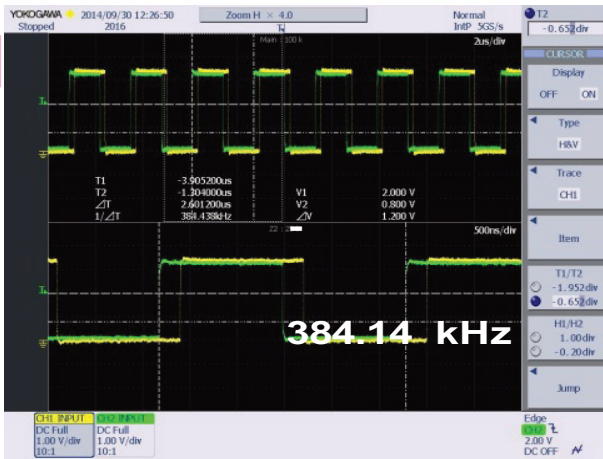 YOKOGAWA 2014/09/30 12:26:50 Zoom H × 4.0 Normal
Stopped 2016 IntP 5GS/s
Main : 100 k 2us/div
T1 -3.905200us
T2 -1.304000us V1 2.000 V
⊿T 2.601200us V2 0.800 V
1/⊿T 384.438kHz ⊿V 1.200 V
500ns/div
384.14 kHz
CH1 INPUT CH2 INPUT
DC Full DC Full
1.00 V/div 1.00 V/div
10:1 10:1
T2
-0.652div
CURSOR
Display
OFF ON
Type
H&V
Trace
CH1
Item
T1/T2
-1.952div
-0.652div
H1/H2
1.00div
-0.20div
Jump
Edge
CH2
2.00 V
DC OFF